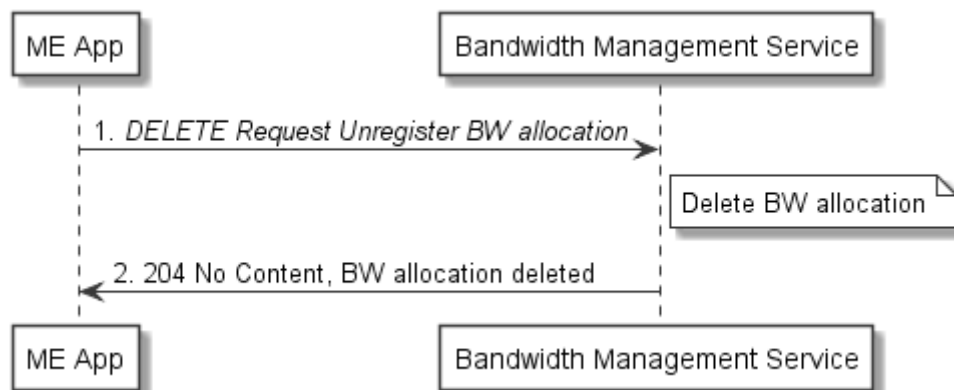 ME App
Bandwidth Management Service
1. DELETE Request Unregister BW allocation
Delete BW allocation
2. 204 No Content, BW allocation deleted
ME App
Bandwidth Management Service